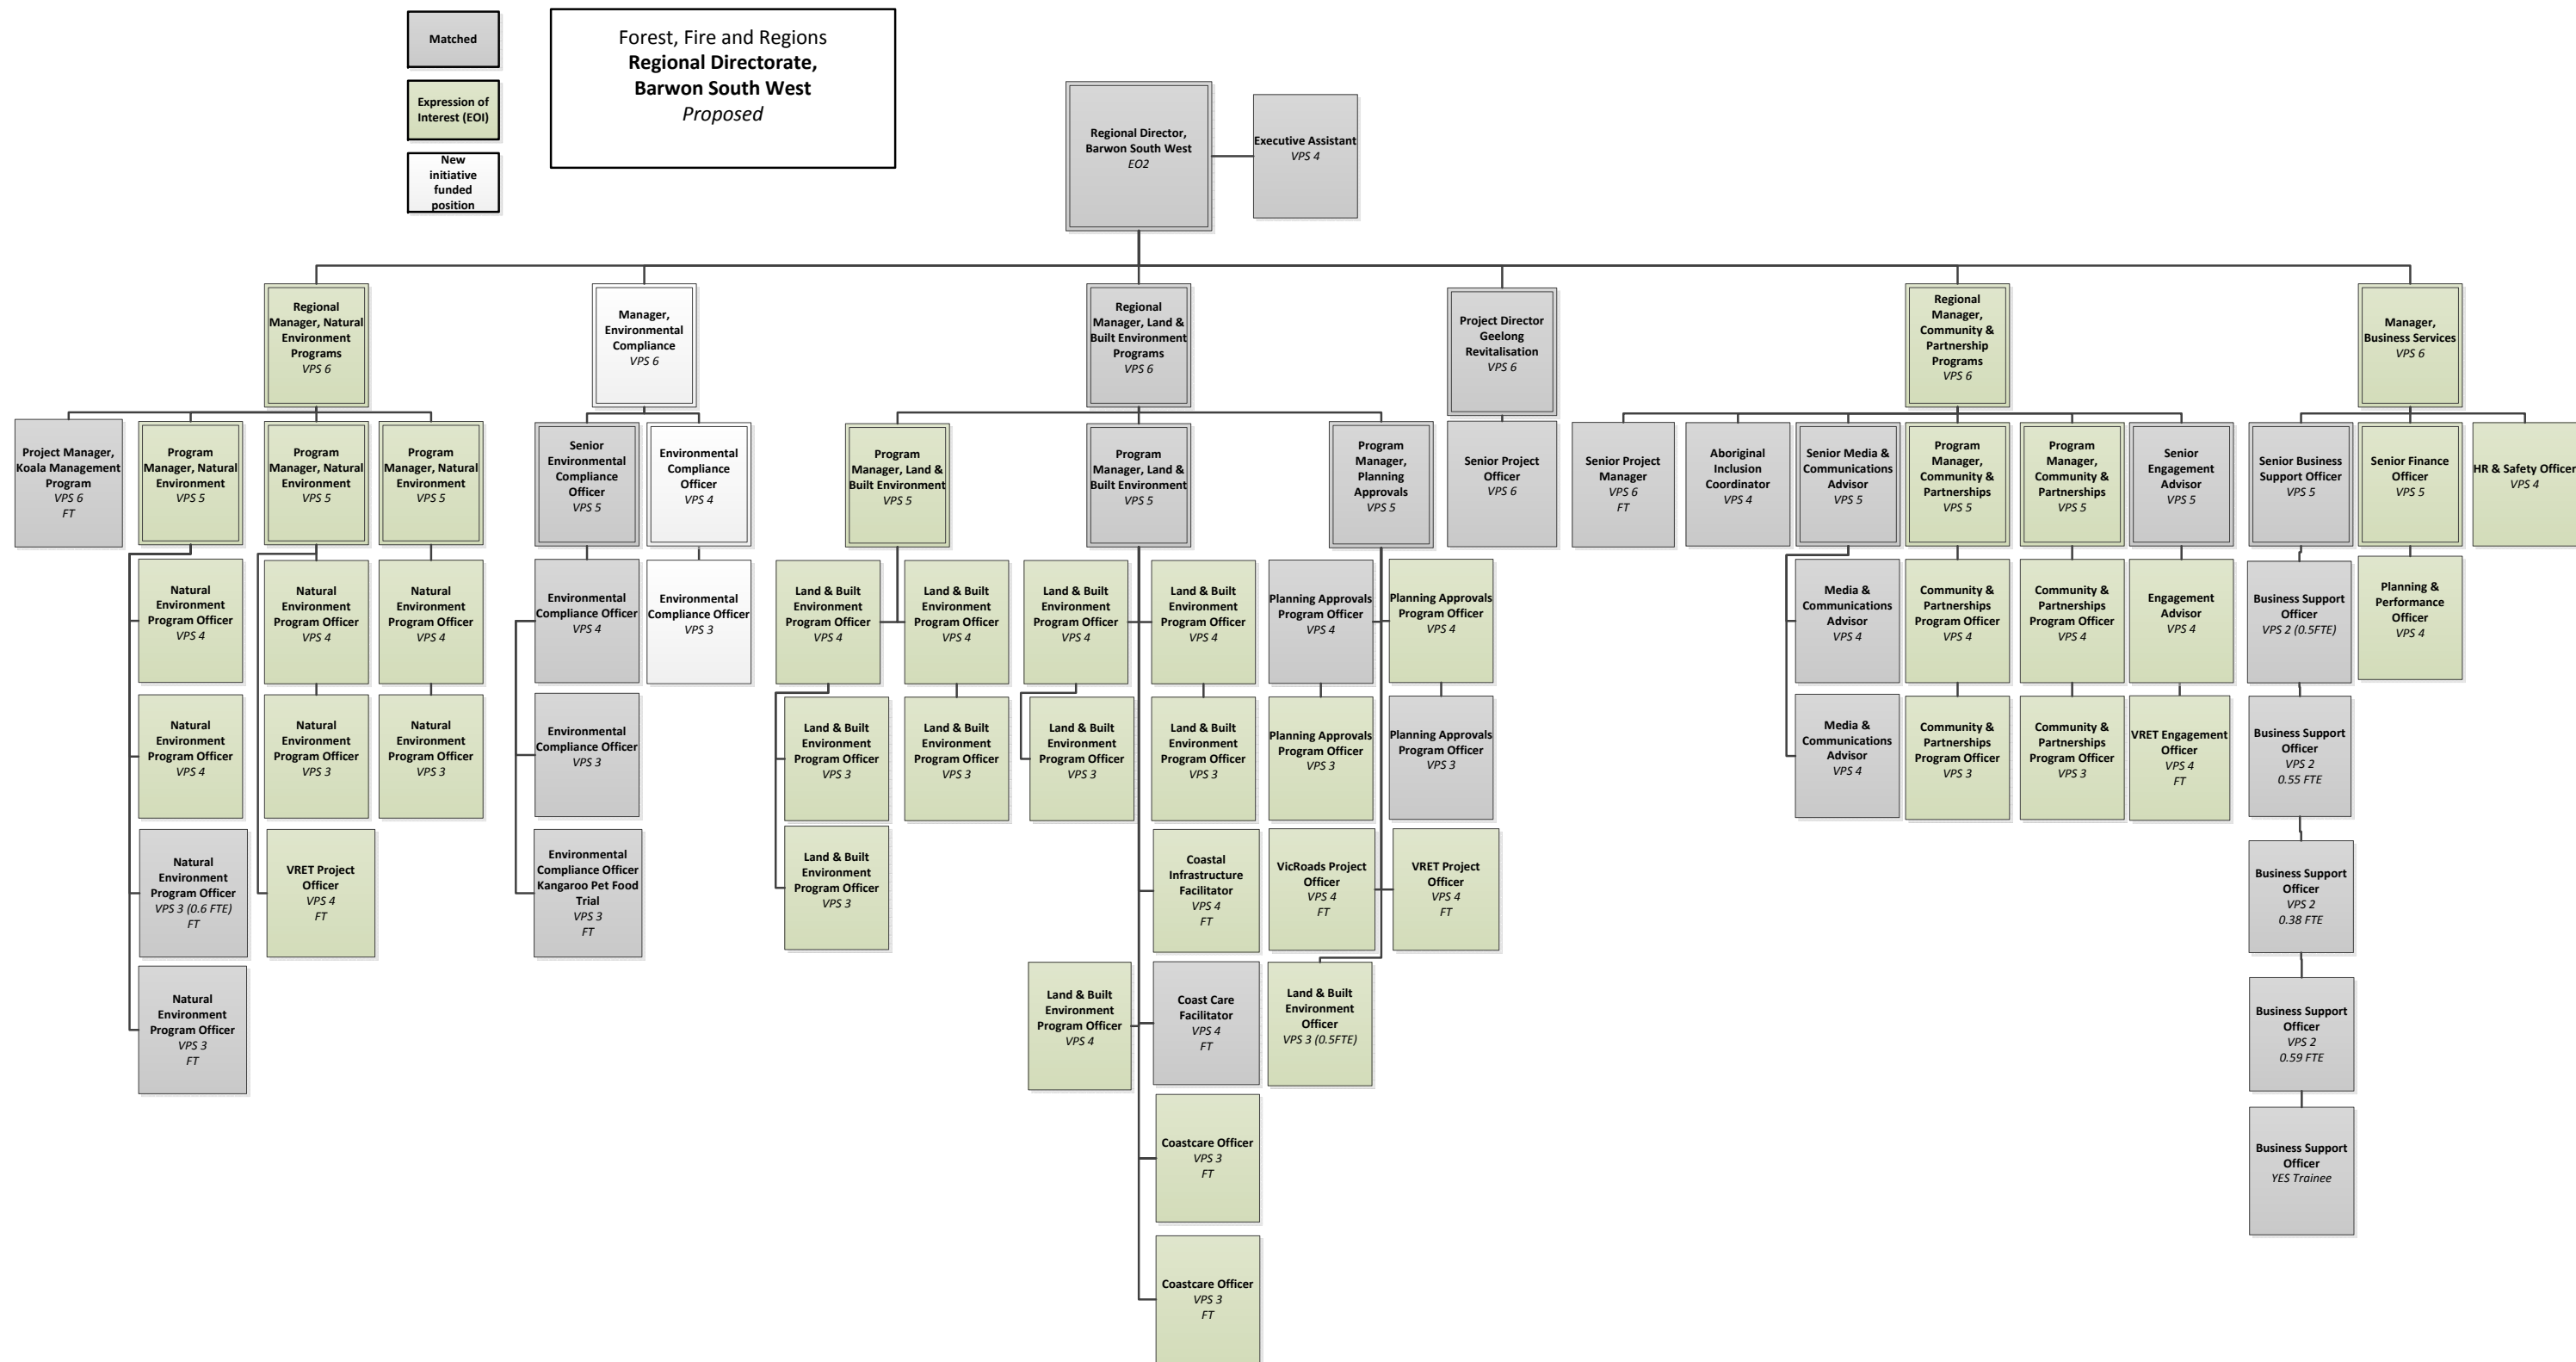 Matched
Expression of
Interest (EOI)
New
initiative
funded
position
Forest, Fire and Regions
Regional Directorate,
Barwon South West
Proposed
Regional Director,
Barwon South West
EO2
Executive Assistant
VPS 4
Regional
Manager, Natural
Environment
Programs
VPS 6
Manager,
Environmental
Compliance
VPS 6
Regional
Manager, Land &
Built Environment
Programs
VPS 6
Project Director
Geelong
Revitalisation
VPS 6
Regional
Manager,
Community &
Partnership
Programs
VPS 6
Manager,
Business Services
VPS 6
Project Manager,
Koala Management
Program
VPS 6
FT
Program
Manager, Natural
Environment
VPS 5
Program
Manager, Natural
Environment
VPS 5
Program
Manager, Natural
Environment
VPS 5
Senior
Environmental
Compliance
Officer
VPS 5
Environmental
Compliance
Officer
VPS 4
Program
Manager, Land &
Built Environment
VPS 5
Program
Manager, Land &
Built Environment
VPS 5
Program
Manager,
Planning
Approvals
VPS 5
Senior Project
Officer
VPS 6
Senior Project
Manager
VPS 6
FT
Aboriginal
Inclusion
Coordinator
VPS 4
Senior Media &
Communications
Advisor
VPS 5
Program
Manager,
Community &
Partnerships
VPS 5
Program
Manager,
Community &
Partnerships
VPS 5
Senior
Engagement
Advisor
VPS 5
Senior Business
Support Officer
VPS 5
Senior Finance
Officer
VPS 5
HR & Safety Officer
VPS 4
Natural
Environment
Program Officer
VPS 4
Natural
Environment
Program Officer
VPS 4
Natural
Environment
Program Officer
VPS 4
Environmental
Compliance Officer
VPS 4
Environmental
Compliance Officer
VPS 3
Land & Built
Environment
Program Officer
VPS 4
Land & Built
Environment
Program Officer
VPS 4
Land & Built
Environment
Program Officer
VPS 4
Land & Built
Environment
Program Officer
VPS 4
Planning Approvals
Program Officer
VPS 4
Planning Approvals
Program Officer
VPS 4
Media &
Communications
Advisor
VPS 4
Community &
Partnerships
Program Officer
VPS 4
Community &
Partnerships
Program Officer
VPS 4
Engagement
Advisor
VPS 4
Business Support
Officer
VPS 2 (0.5FTE)
Planning &
Performance
Officer
VPS 4
Natural
Environment
Program Officer
VPS 4
Natural
Environment
Program Officer
VPS 3
Natural
Environment
Program Officer
VPS 3
Environmental
Compliance Officer
VPS 3
Land & Built
Environment
Program Officer
VPS 3
Land & Built
Environment
Program Officer
VPS 3
Land & Built
Environment
Program Officer
VPS 3
Land & Built
Environment
Program Officer
VPS 3
Planning Approvals
Program Officer
VPS 3
Planning Approvals
Program Officer
VPS 3
Media &
Communications
Advisor
VPS 4
Community &
Partnerships
Program Officer
VPS 3
Community &
Partnerships
Program Officer
VPS 3
VRET Engagement
Officer
VPS 4
FT
Business Support
Officer
VPS 2
0.55 FTE
Natural
Environment
Program Officer
VPS 3 (0.6 FTE)
FT
VRET Project
Officer
VPS 4
FT
Environmental
Compliance Officer
Kangaroo Pet Food
Trial
VPS 3
FT
Land & Built
Environment
Program Officer
VPS 3
Coastal
Infrastructure
Facilitator
VPS 4
FT
VicRoads Project
Officer
VPS 4
FT
VRET Project
Officer
VPS 4
FT
Business Support
Officer
VPS 2
0.38 FTE
Natural
Environment
Program Officer
VPS 3
FT
Land & Built
Environment
Program Officer
VPS 4
Coast Care
Facilitator
VPS 4
FT
Land & Built
Environment
Officer
VPS 3 (0.5FTE)
Business Support
Officer
VPS 2
0.59 FTE
Coastcare Officer
VPS 3
FT
Business Support
Officer
YES Trainee
Coastcare Officer
VPS 3
FT